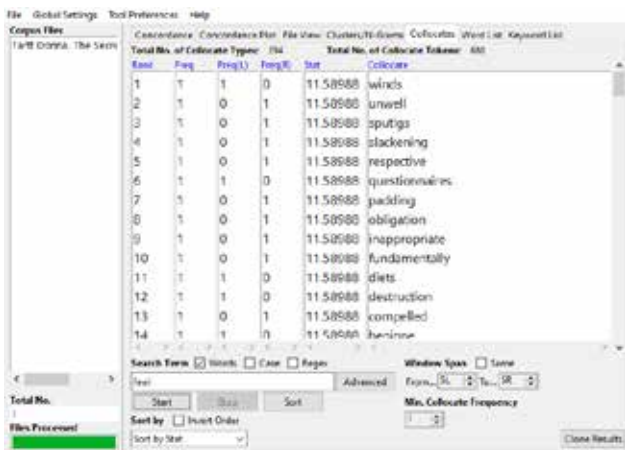 File Global Settings Tool Preferences Help
Corpus Files
Tartt Donna. The Secre
Concordance Concordance Plot File View Clusters/N-Grams Collocates Word List Keyword List
Total No. of Collocate Types: 294 Total No. of Collocate Tokens:
Rank Freq Freq(L) Freq(R) Stat Collocate
1 1 1 0 11.58988 winds
2 1 0 1 11.58988 unwell
3 1 0 1 11.58988 sputigs
4 1 0 1 11.58988 slackening
5 1 0 1 11.58988 respective
6 1 1 0 11.58988 questionnaires
7 1 0 1 11.58988 padding
8 1 0 1 11.58988 obligation
9 1 0 1 11.58988 inappropriate
10 1 0 1 11.58988 fundamentally
11 1 1 0 11.58988 diets
12 1 1 0 11.58988 destruction
13 1 0 1 11.58988 compelled
14 1 1 0 11.58988
Search Term Words Case Regex
Window Span Same
feel Advanced
From... 5L To... 5R
Start Stop Sort
Min. Collocate Frequency
1
Sort by Invert Order
Sort by Stat
Total No.
1
Files Processed
Clone Results